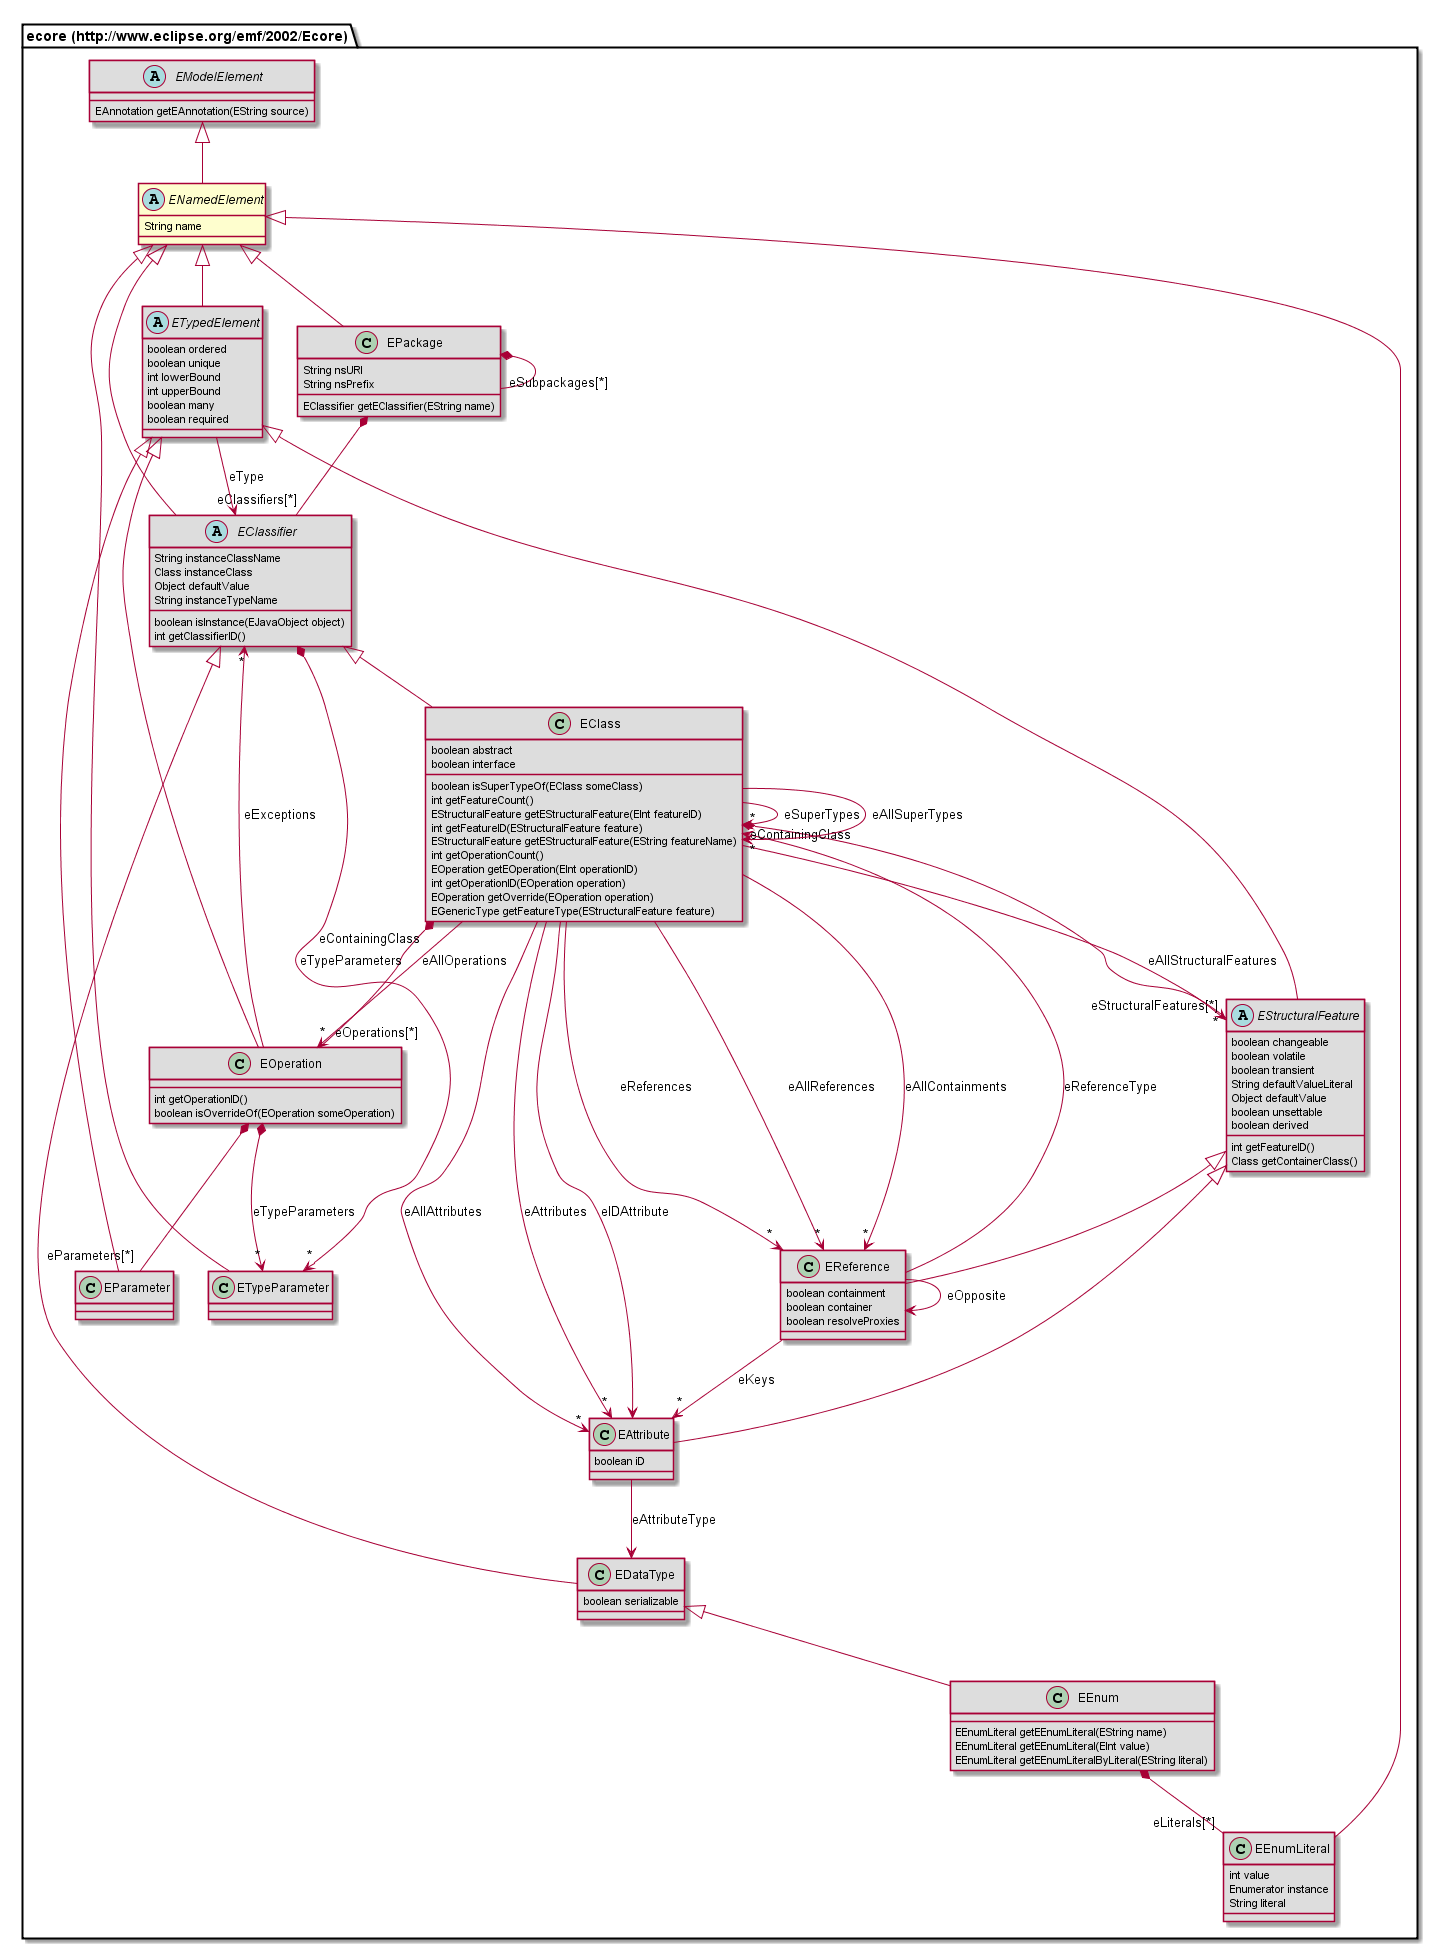 ecore (http://www.eclipse.org/emf/2002/Ecore)
A EModelElement
EAnnotation getEAnnotation(EString source)
A ENamedElement
String name
A ETypedElement
boolean ordered
boolean unique
int lowerBound
int upperBound
boolean many
boolean required
C EPackage
String nsURI
String nsPrefix
EClassifier getEClassifier(EString name)
eSubpackages[*]
eType
eClassifiers[*]
A EClassifier
String instanceClassName
Class instanceClass
Object defaultValue
String instanceTypeName
boolean isInstance(EJavaObject object)
int getClassifierID()
*
C EClass
boolean abstract
boolean interface
boolean isSuperTypeOf(EClass someClass)
int getFeatureCount()
EStructuralFeature getEStructuralFeature(EInt featureID)
int getFeatureID(EStructuralFeature feature)
EStructuralFeature getEStructuralFeature(EString featureName)
int getOperationCount()
EOperation getEOperation(EInt operationID)
int getOperationID(EOperation operation)
EOperation getOverride(EOperation operation)
EGenericType getFeatureType(EStructuralFeature feature)
eExceptions
*
eSuperTypes
eAllSuperTypes
eContainingClass
*
eContainingClass
eTypeParameters
eAllOperations
eAllStructuralFeatures
eStructuralFeatures[*]
*
*
eOperations[*]
A EStructuralFeature
boolean changeable
boolean volatile
boolean transient
String defaultValueLiteral
Object defaultValue
boolean unsettable
boolean derived
int getFeatureID()
Class getContainerClass()
C EOperation
int getOperationID()
boolean isOverrideOf(EOperation someOperation)
eReferences
eAllReferences
eAllContainments
eReferenceType
eTypeParameters
eAllAttributes
eAttributes
eIDAttribute
*
*
*
eParameters[*]
*
*
C EParameter
C ETypeParameter
C EReference
boolean containment
boolean container
boolean resolveProxies
eOpposite
eKeys
*
*
*
C EAttribute
boolean iD
eAttributeType
C EDataType
boolean serializable
C EEnum
EEnumLiteral getEEnumLiteral(EString name)
EEnumLiteral getEEnumLiteral(EInt value)
EEnumLiteral getEEnumLiteralByLiteral(EString literal)
eLiterals[*]
C EEnumLiteral
int value
Enumerator instance
String literal